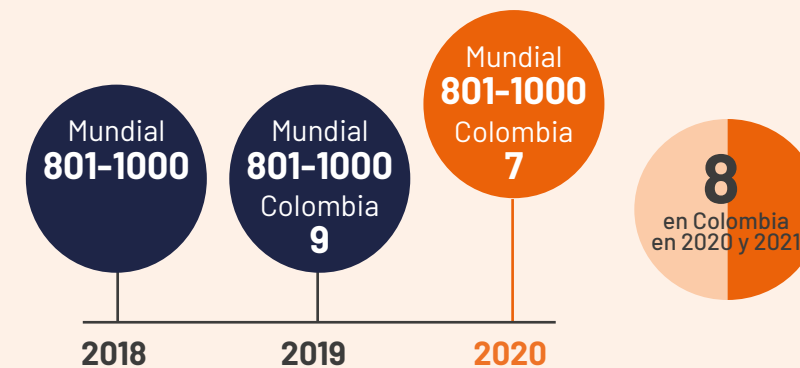 Mundial
801-1000
Mundial
801-1000
Colombia
9
Mundial
801-1000
Colombia
7
8
en Colombia
en 2020 y 2021
2018
2019
2020